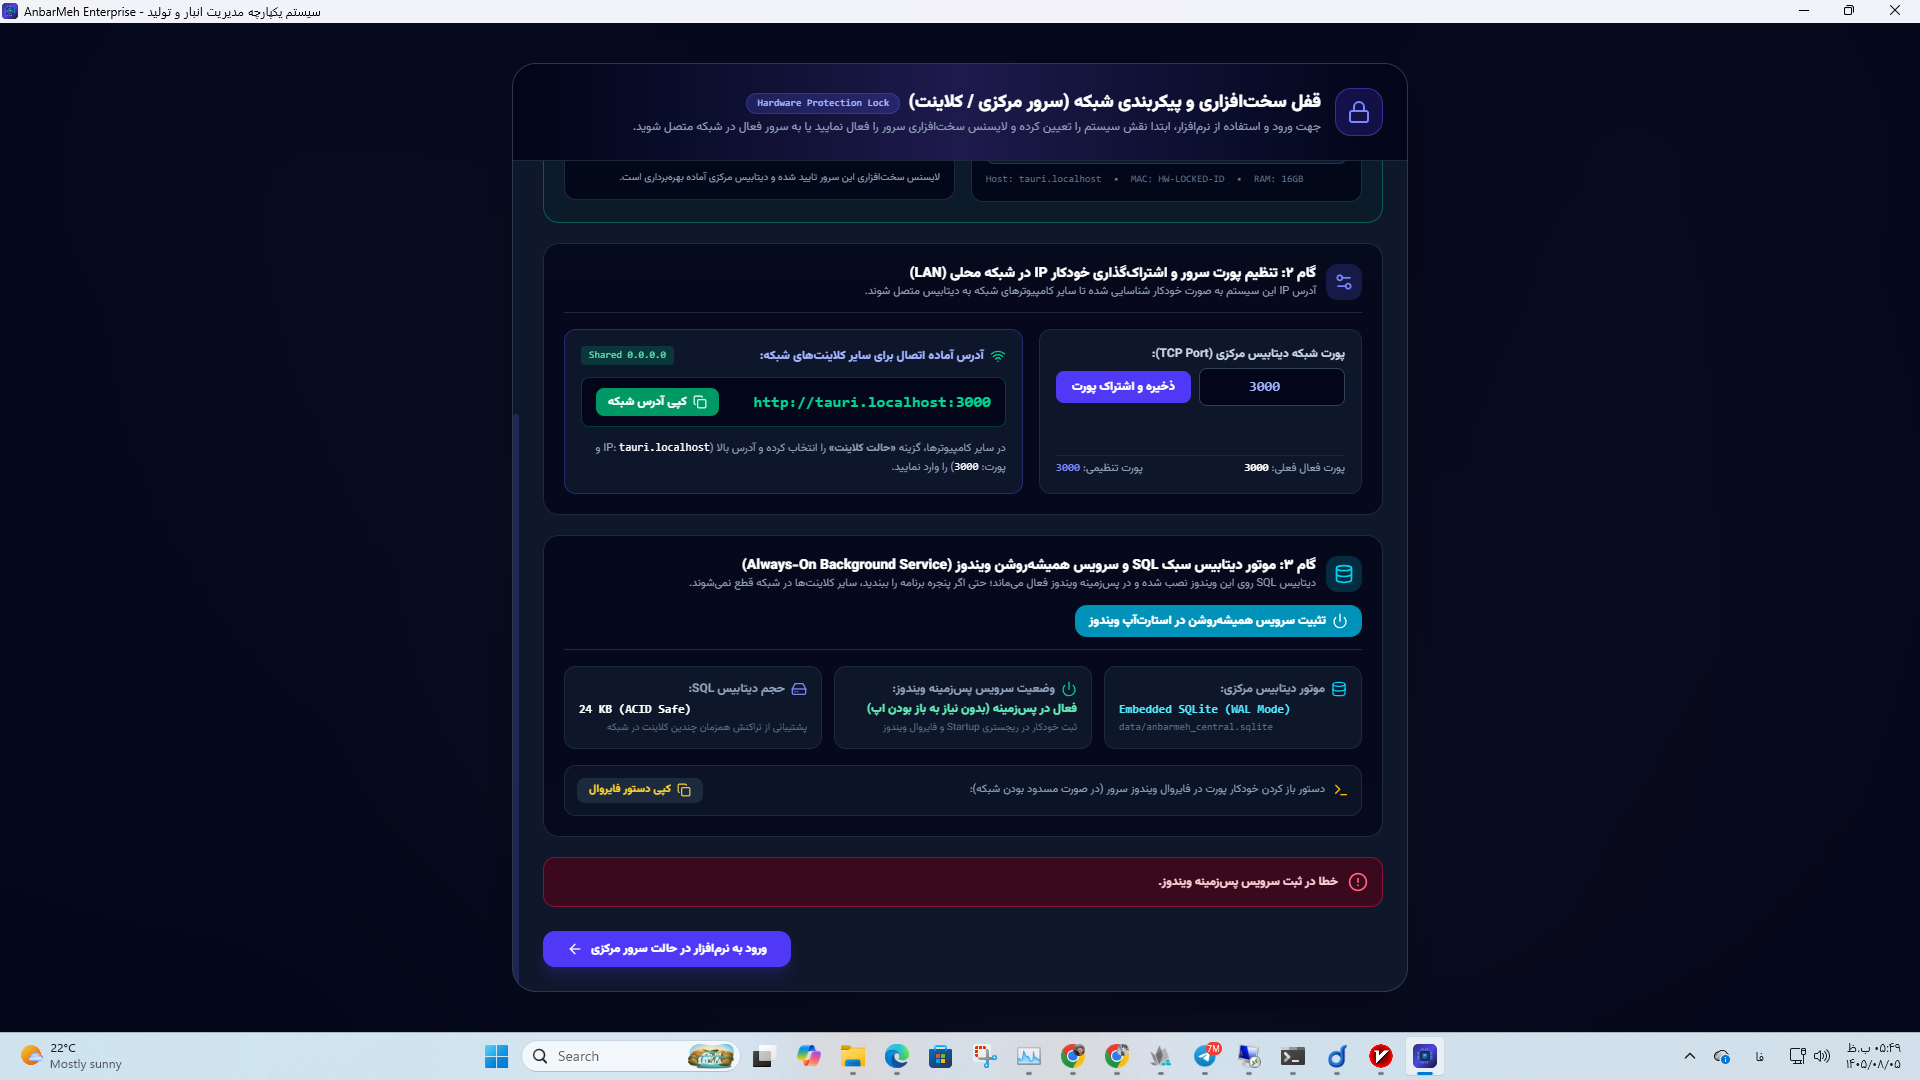 AnbarMeh Enterprise - سیستم یکپارچه مدیریت انبار و تولید
قفل سخت‌افزاری و پیکربندی شبکه (سرور مرکزی / کلاینت)
Hardware Protection Lock
جهت ورود و استفاده از نرم‌افزار، ابتدا نقش سیستم را تعیین کرده و لایسنس سخت‌افزاری سرور را فعال نمایید یا به سرور فعال در شبکه متصل شوید.
Host: tauri.localhost • MAC: HW-LOCKED-ID • RAM: 16GB
لایسنس سخت‌افزاری این سرور تایید شده و دیتابیس مرکزی آماده بهره‌برداری است.
گام ۲: تنظیم پورت سرور و اشتراک‌گذاری خودکار IP در شبکه محلی (LAN)
آدرس IP این سیستم به صورت خودکار شناسایی شده تا سایر کامپیوترهای شبکه به دیتابیس متصل شوند.
پورت شبکه دیتابیس مرکزی (TCP Port):
3000
ذخیره و اشتراک پورت
پورت فعال فعلی: 3000
پورت تنظیمی: 3000
آدرس آماده اتصال برای سایر کلاینت‌های شبکه:
Shared 0.0.0.0
http://tauri.localhost:3000
کپی آدرس شبکه
در سایر کامپیوترها، گزینه «حالت کلاینت» را انتخاب کرده و آدرس بالا (IP: tauri.localhost و
پورت: 3000) را وارد نمایید.
گام ۳: موتور دیتابیس سبک SQL و سرویس همیشه‌روشن ویندوز (Always-On Background Service)
دیتابیس SQL روی این ویندوز نصب شده و در پس‌زمینه ویندوز فعال می‌ماند؛ حتی اگر پنجره برنامه را ببندید، سایر کلاینت‌ها در شبکه قطع نمی‌شوند.
تثبیت سرویس همیشه‌روشن در استارت‌آپ ویندوز
موتور دیتابیس مرکزی:
Embedded SQLite (WAL Mode)
data/anbarmeh_central.sqlite
وضعیت سرویس پس‌زمینه ویندوز:
فعال در پس‌زمینه (بدون نیاز به باز بودن اپ)
ثبت خودکار در ریجستری Startup و فایروال ویندوز
حجم دیتابیس SQL:
24 KB (ACID Safe)
پشتیبانی از تراکنش همزمان چندین کلاینت در شبکه
دستور باز کردن خودکار پورت در فایروال ویندوز سرور (در صورت مسدود بودن شبکه):
کپی دستور فایروال
خطا در ثبت سرویس پس‌زمینه ویندوز.
ورود به نرم‌افزار در حالت سرور مرکزی
22°C
Mostly sunny
Search
7M
فا
۰۵:۴۹ ب.ظ
۱۴۰۵/۰۸/۰۵